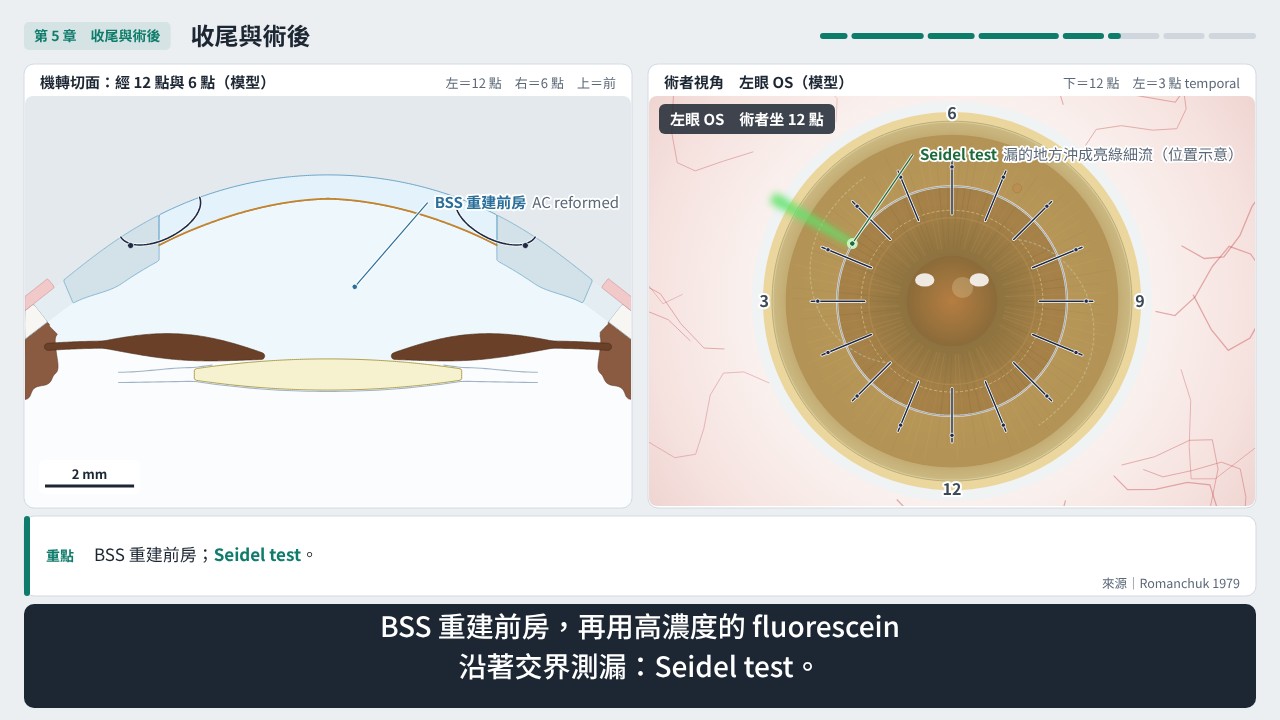 第 5 章　收尾與術後
收尾與術後
機轉切面：經 12 點與 6 點（模型）
左＝12 點　右＝6 點　上＝前
BSS 重建前房 AC reformed
2 mm
術者視角　左眼 OS（模型）
下＝12 點　左＝3 點 temporal
左眼 OS　術者坐 12 點
6
Seidel test 漏的地方沖成亮綠細流（位置示意）
3
9
12
重點　BSS 重建前房；Seidel test。
來源｜Romanchuk 1979
BSS 重建前房，再用高濃度的 fluorescein
沿著交界測漏：Seidel test。